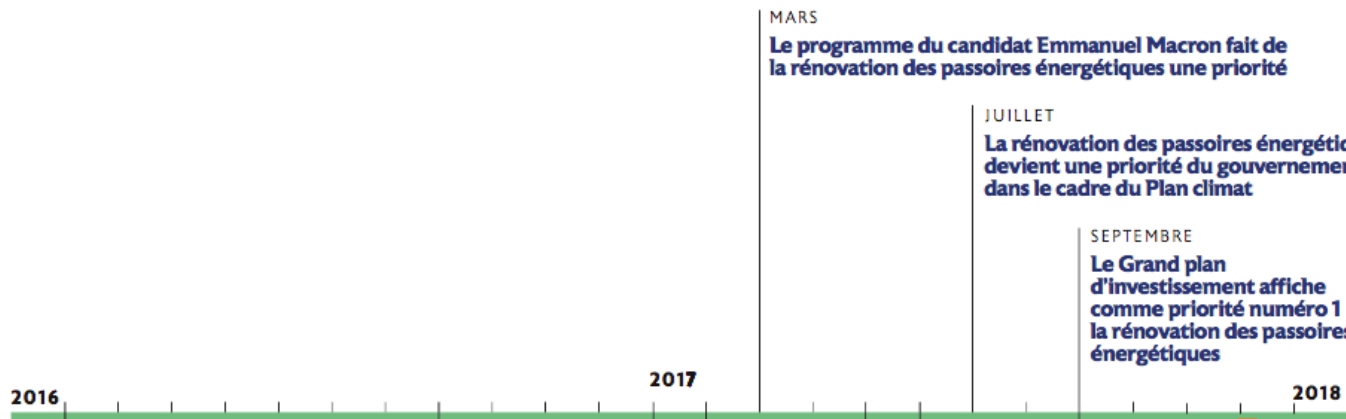 MARS
Le programme du candidat Emmanuel Macron fait de
la rénovation des passoires énergétiques une priorité
JUILLET
La rénovation des passoires
devient une priorité du
dans le cadre du Plan climat
SEPTEMBRE
Le Grand plan
d'investissement affiche
comme priorité numéro 1
la rénovation des passoires
énergétiques
2016
2017
2018